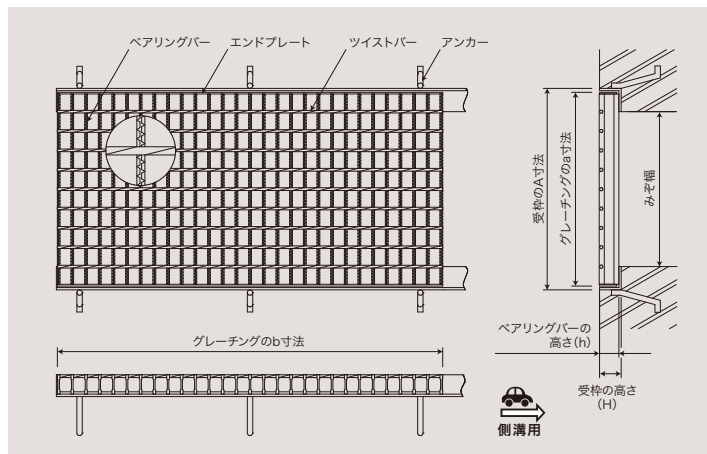 ベアリングバー
エンドプレート
ツイストバー
アンカー
受枠のA寸法
グレーチングのa寸法
みぞ幅
ベアリングバーの
高さ(h)
受枠の高さ
(H)
グレーチングのb寸法
側溝用